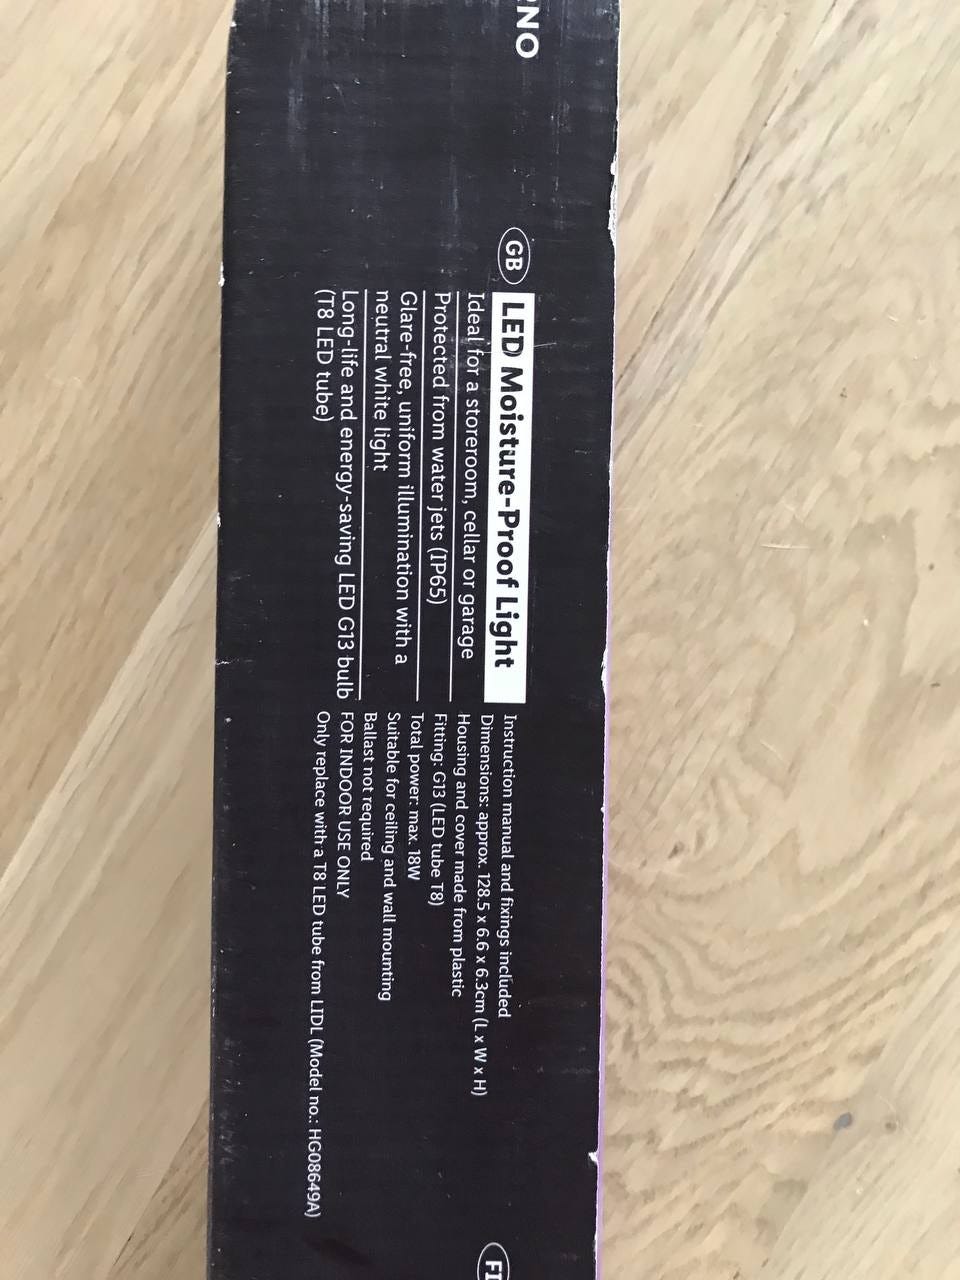 NO
GB
LED Moisture-Proof Light
Ideal for a storeroom, cellar or garage
Protected from water jets (IP65)
Glare-free, uniform illumination with a
neutral white light
Long-life and energy-saving LED G13 bulb
(T8 LED tube)
Instruction manual and fixings included
Dimensions: approx. 128.5 x 6.6 x 6.3cm (L x W x H)
Housing and cover made from plastic
Fitting: G13 (LED tube T8)
Total power: max. 18W
Suitable for ceiling and wall mounting
Ballast not required
FOR INDOOR USE ONLY
Only replace with a T8 LED tube from LIDL (Model no.: HG08649A)
FI